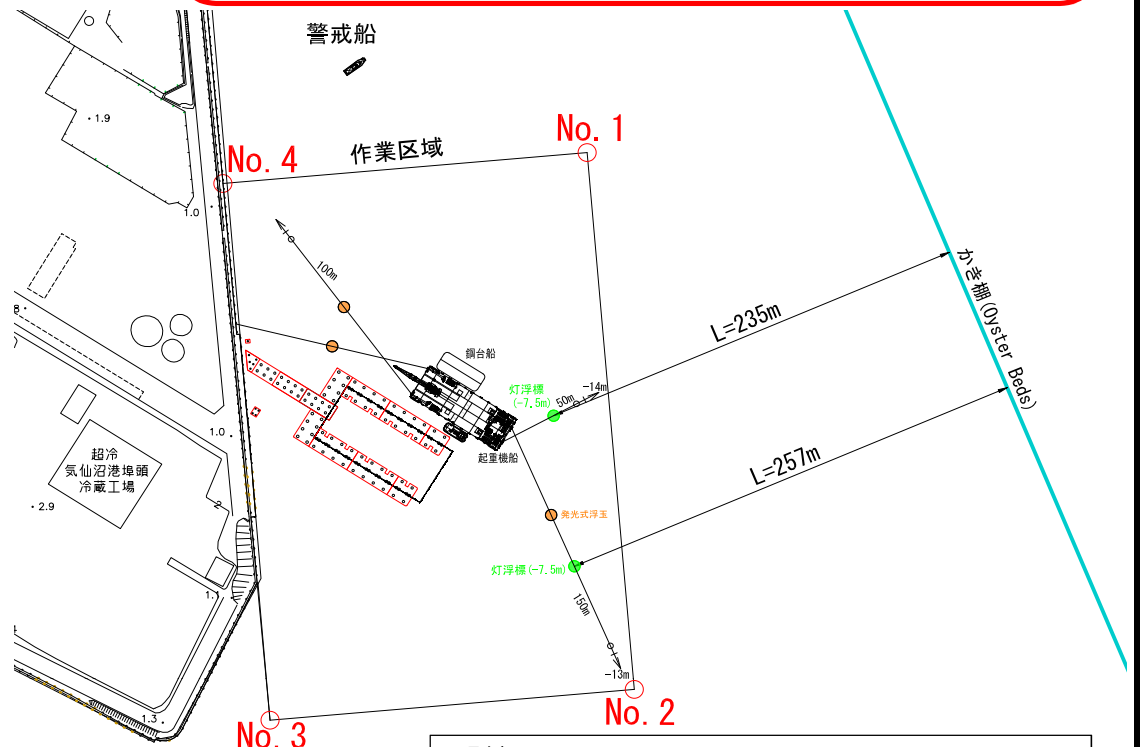 警戒船
1.9
No. 1
作業区域
No. 4
1.0
100m
かき棚(Oyster Beds)
L=235m
鋼台船
-14m
灯浮標
(-7.5m)
50m
1.0
起重機船
L=257m
超冷
気仙沼港埠頭
冷蔵工場
2.9
2
発光式浮玉
灯浮標(-7.5m)
1.1
150m
-13m
No. 2
1.3
No. 3